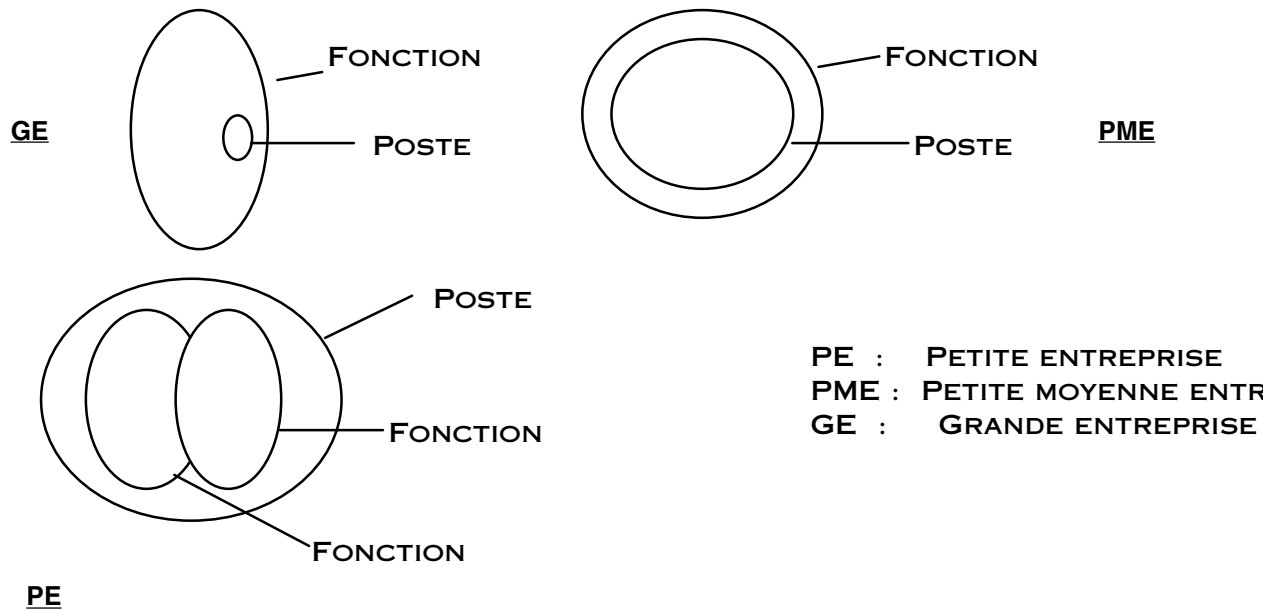 FONCTION
GE
POSTE
FONCTION
POSTE
PME
POSTE
FONCTION
FONCTION
PE
PE : PETITE ENTREPRISE
PME : PETITE MOYENNE ENTR
GE : GRANDE ENTREPRISE